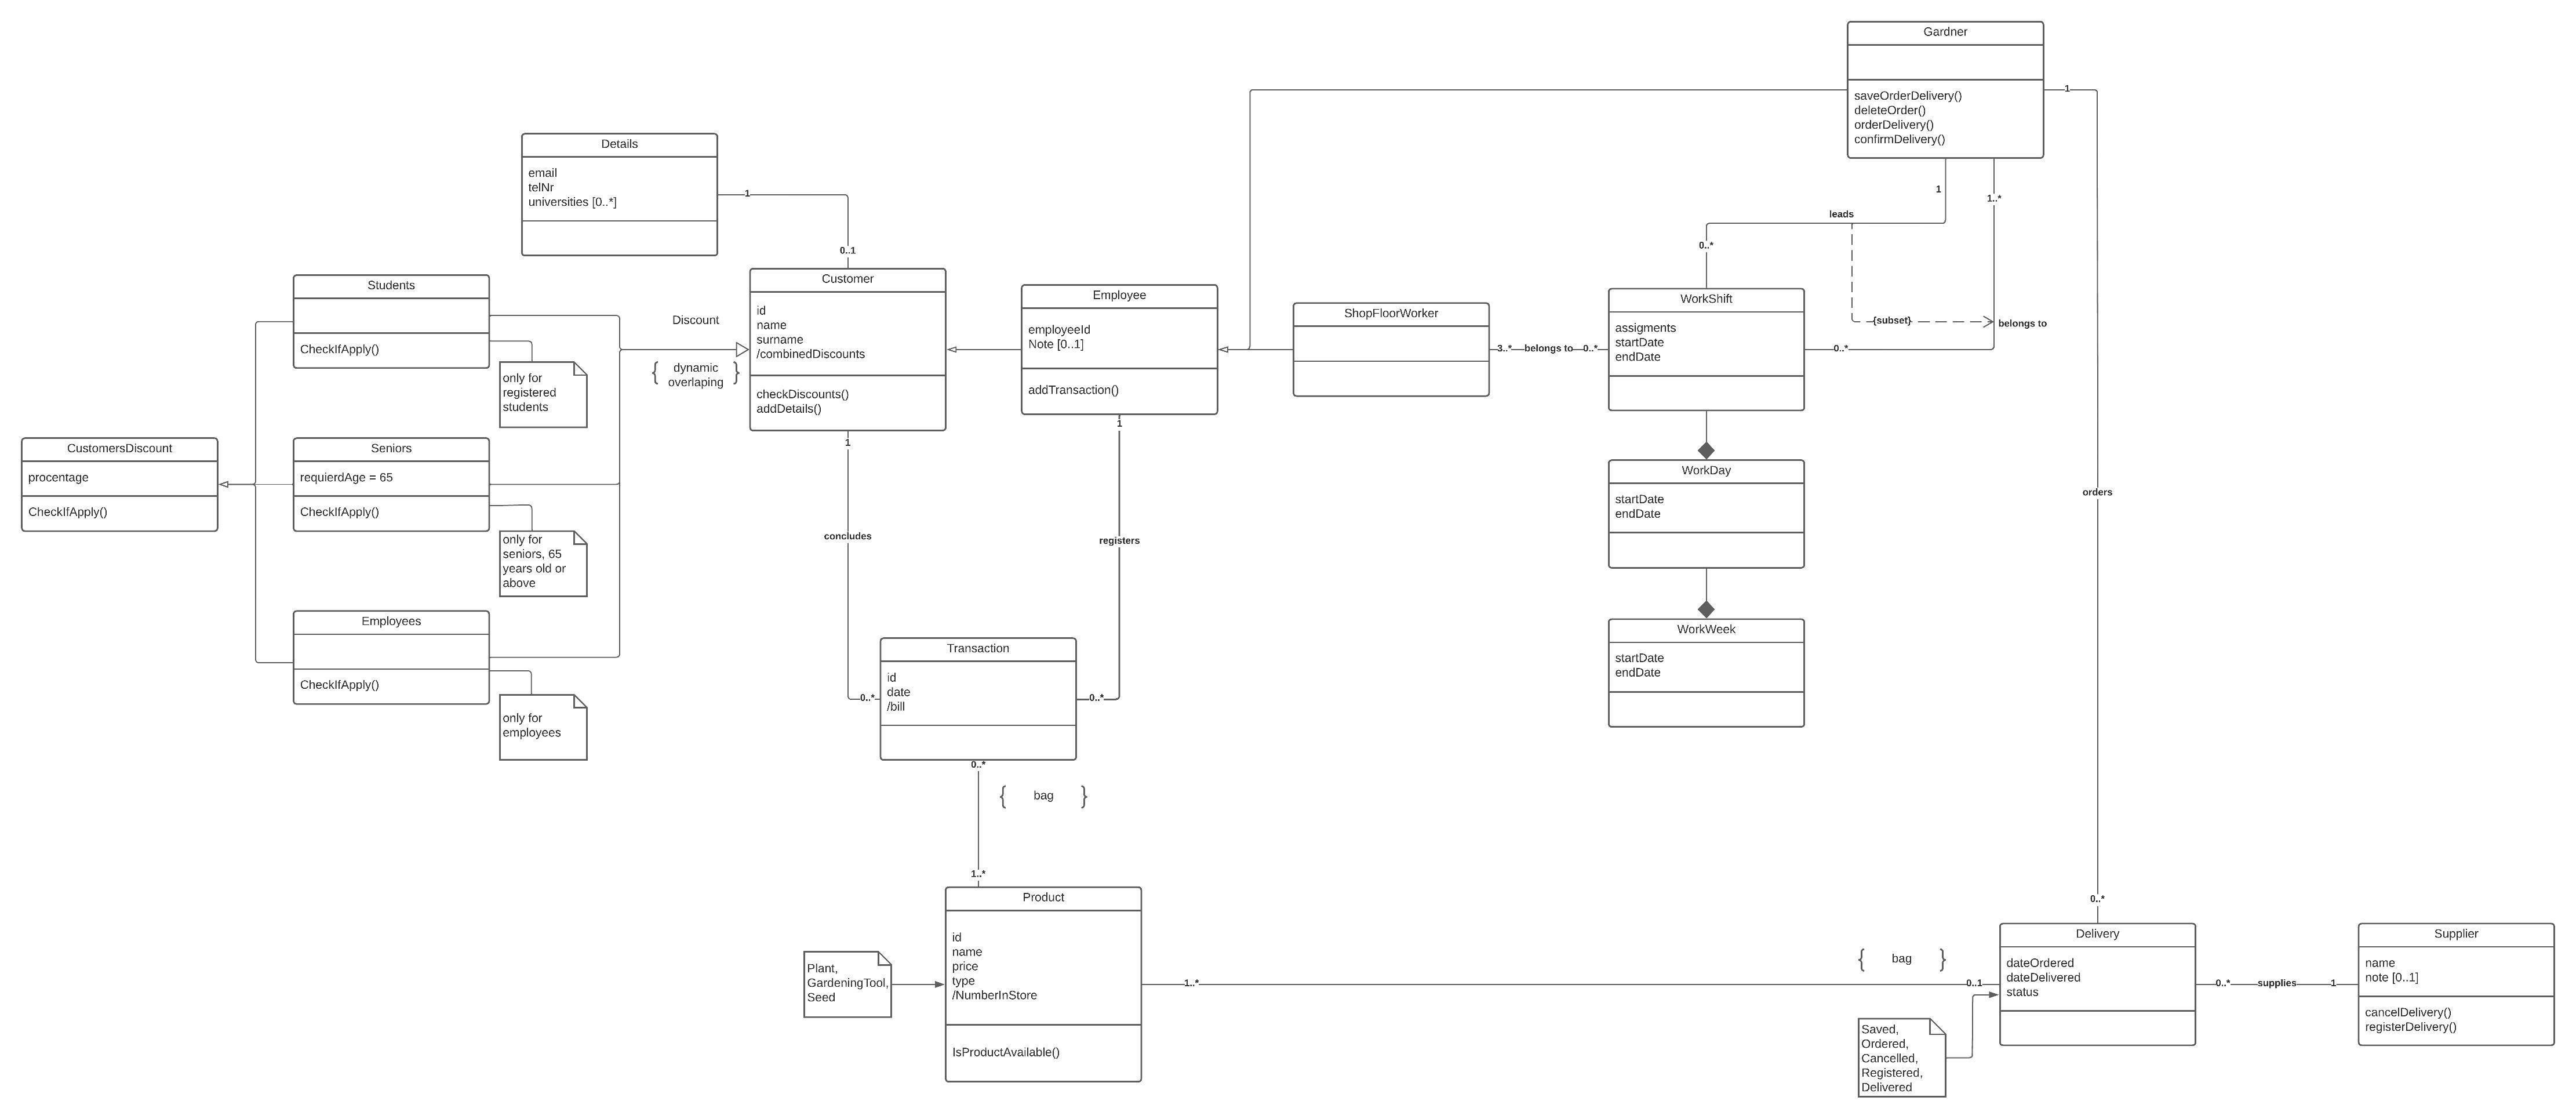 Gardner
saveOrderDelivery()
deleteOrder()
orderDelivery()
confirmDelivery()
1
1
1..*
leads
0..*
{subset}
belongs to
0..*
orders
0..*
Details
email
telNr
universities [0..*]
1
0..1
Students
CheckIfApply()
only for
registered
students
Discount
{ dynamic
overlaping }
Customer
id
name
surname
/combinedDiscounts
checkDiscounts()
addDetails()
1
concludes
0..*
Employee
employeeId
Note [0..1]
addTransaction()
1
registers
0..*
ShopFloorWorker
3..*
belongs to
0..*
WorkShift
assigments
startDate
endDate
WorkDay
startDate
endDate
WorkWeek
startDate
endDate
CustomersDiscount
procentage
CheckIfApply()
Seniors
requierdAge = 65
CheckIfApply()
only for
seniors, 65
years old or
above
Employees
CheckIfApply()
only for
employees
Transaction
id
date
/bill
0..*
{ bag }
1..*
Product
id
name
price
type
/NumberInStore
IsProductAvailable()
Plant,
GardeningTool,
Seed
1..*
{ bag }
0..1
Delivery
dateOrdered
dateDelivered
status
Saved,
Ordered,
Cancelled,
Registered,
Delivered
0..*
supplies
1
Supplier
name
note [0..1]
cancelDelivery()
registerDelivery()